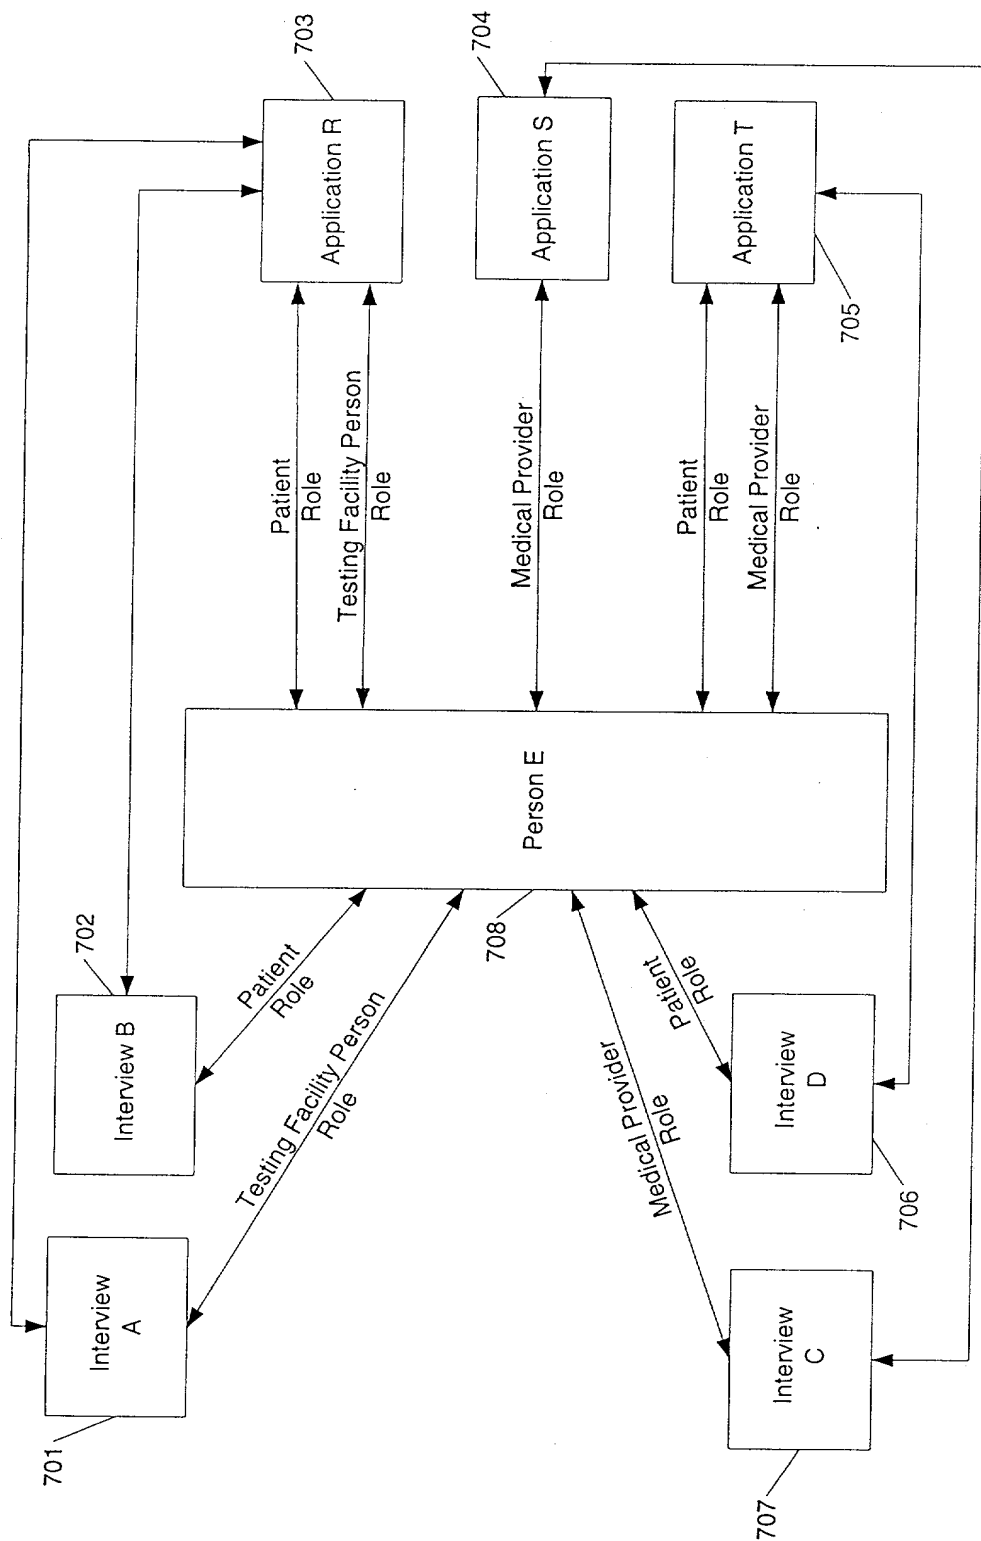 701
Interview
A
702
Interview B
Testing Facility Person
Role
Patient
Role
707
Interview
C
706
Interview
D
Medical Provider
Role
Patient
Role
708
Person E
Patient
Role
Testing Facility Person
Role
Medical Provider
Role
Patient
Role
Medical Provider
Role
703
Application R
704
Application S
705
Application T